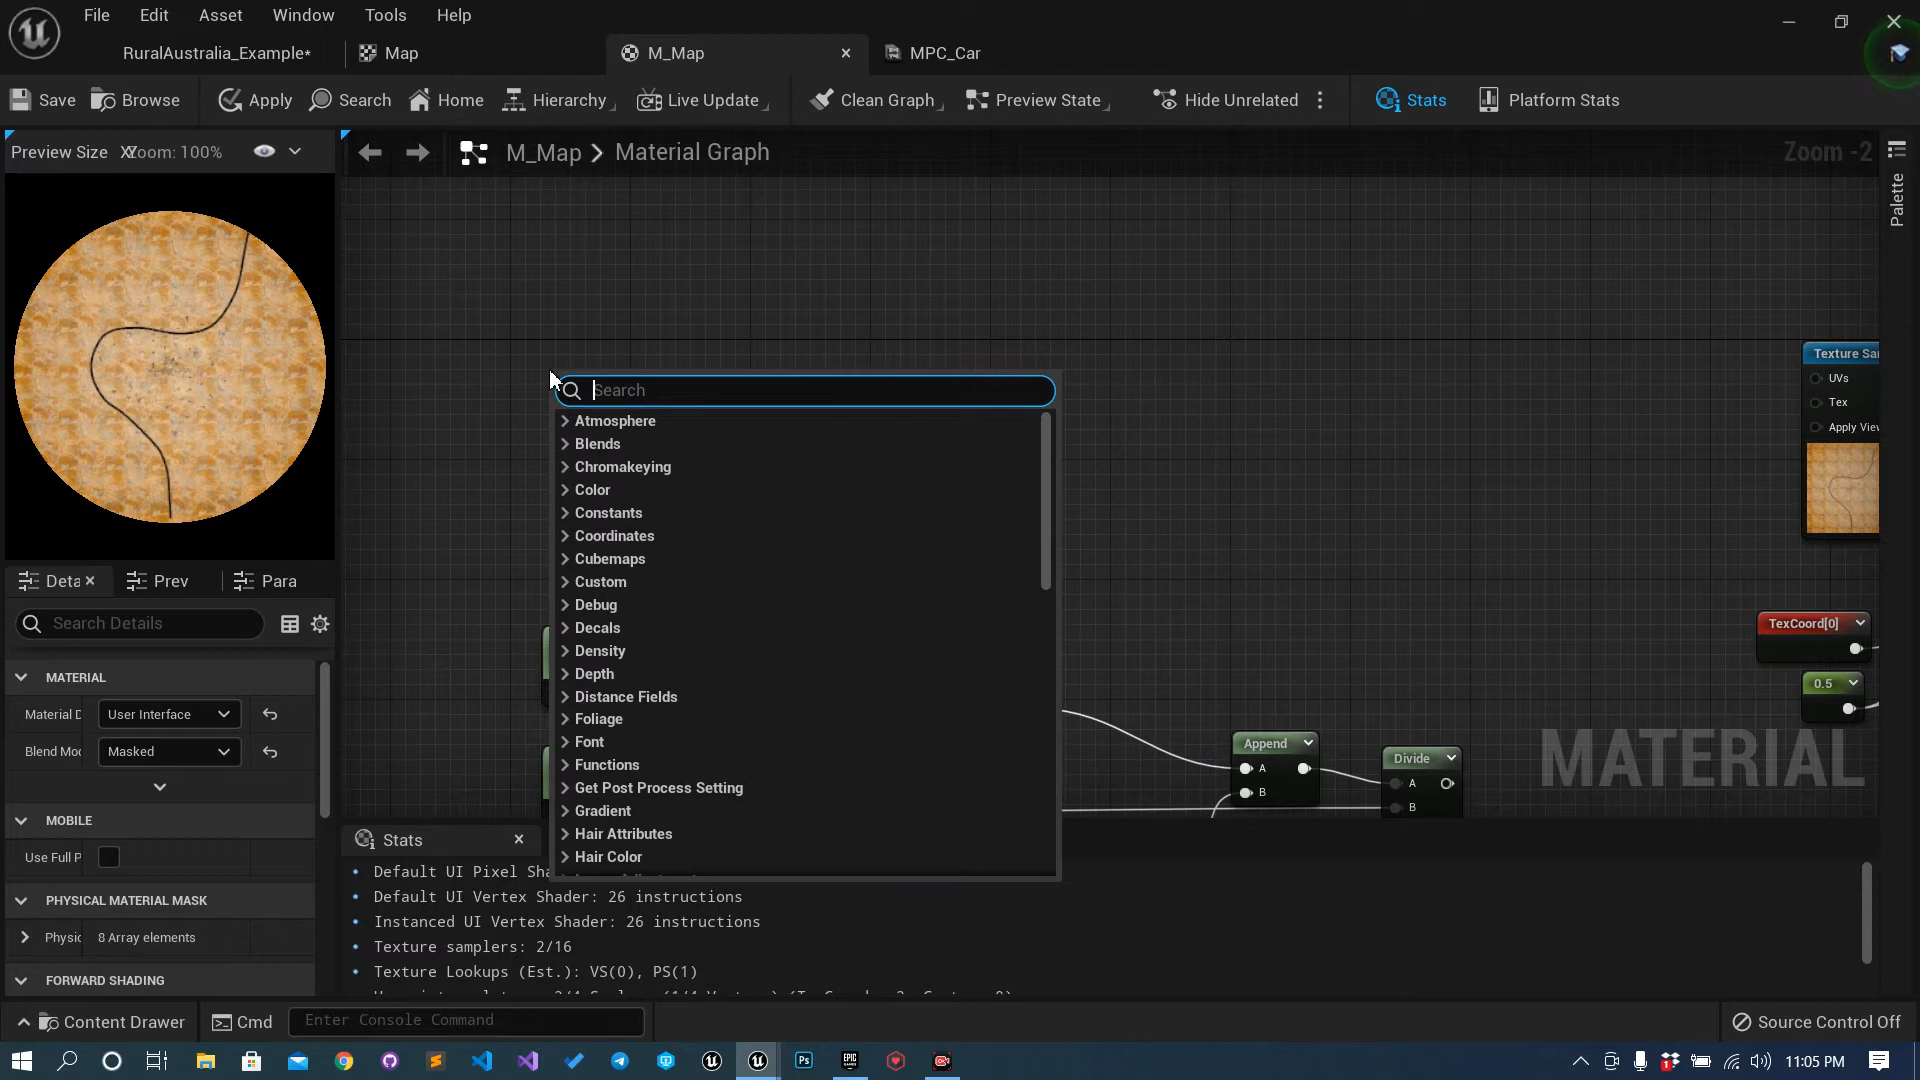 File Edit Asset Window Tools Help
RuralAustralia_Example* Map M_Map MPC_Car
Save Browse Apply Search Home Hierarchy Live Update Clean Graph Preview State Hide Unrelated Stats Platform Stats
Preview Size Zoom: 100%
M_Map > Material Graph
Zoom -2
Palette
Search
Atmosphere
Blends
Chromakeying
Color
Constants
Coordinates
Cubemaps
Custom
Debug
Decals
Density
Depth
Distance Fields
Foliage
Font
Functions
Get Post Process Setting
Gradient
Hair Attributes
Hair Color
Texture Sa
UVs
Tex
Apply Viev
TexCoord[0]
0.5
Append
A
B
Divide
A
B
MATERIAL
Deta Prev Para
Search Details
MATERIAL
Material D User Interface
Blend Mod Masked
MOBILE
Use Full P
PHYSICAL MATERIAL MASK
Physic 8 Array elements
FORWARD SHADING
Stats
Default UI Pixel Sha
Default UI Vertex Shader: 26 instructions
Instanced UI Vertex Shader: 26 instructions
Texture samplers: 2/16
Texture Lookups (Est.): VS(0), PS(1)
Content Drawer Cmd Enter Console Command Source Control Off
Ps EPIC GAMES 1 11:05 PM